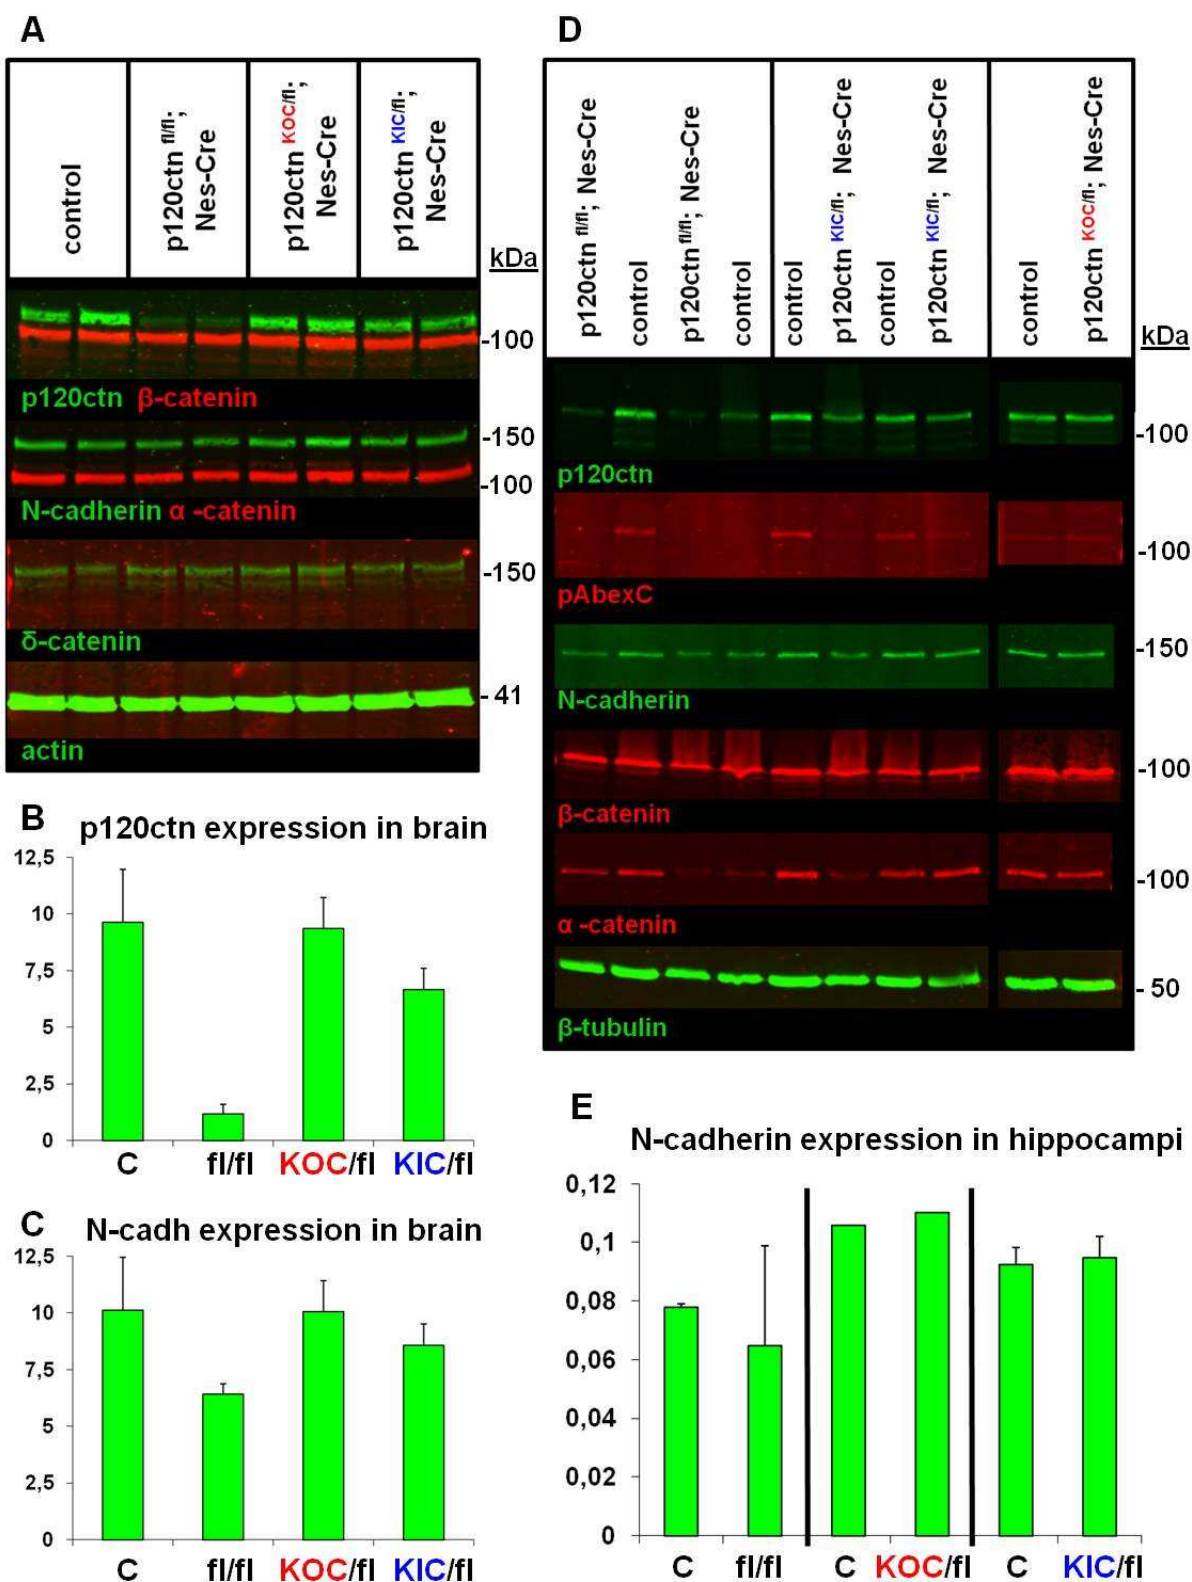 A
control
p120ctn fl/fl;
Nes-Cre
p120ctn KOC/fl;
Nes-Cre
p120ctn KIC/fl;
Nes-Cre
kDa
-100
p120ctn β-catenin
-150
-100
N-cadherin α -catenin
-150
δ-catenin
- 41
actin
B
p120ctn expression in brain
12,5
10
7,5
5
2,5
0
C fl/fl KOC/fl KIC/fl
C
N-cadh expression in brain
12,5
10
7,5
5
2,5
0
C fl/fl KOC/fl KIC/fl
D
p120ctn fl/fl; Nes-Cre
control
p120ctn fl/fl; Nes-Cre
control
control
p120ctn KIC/fl; Nes-Cre
control
p120ctn KIC/fl; Nes-Cre
control
p120ctn KOC/fl; Nes-Cre
kDa
-100
p120ctn
-100
pAbexC
-150
N-cadherin
-100
β-catenin
-100
α -catenin
- 50
β-tubulin
E
N-cadherin expression in hippocampi
0,12
0,1
0,08
0,06
0,04
0,02
0
C fl/fl C KOC/fl C KIC/fl